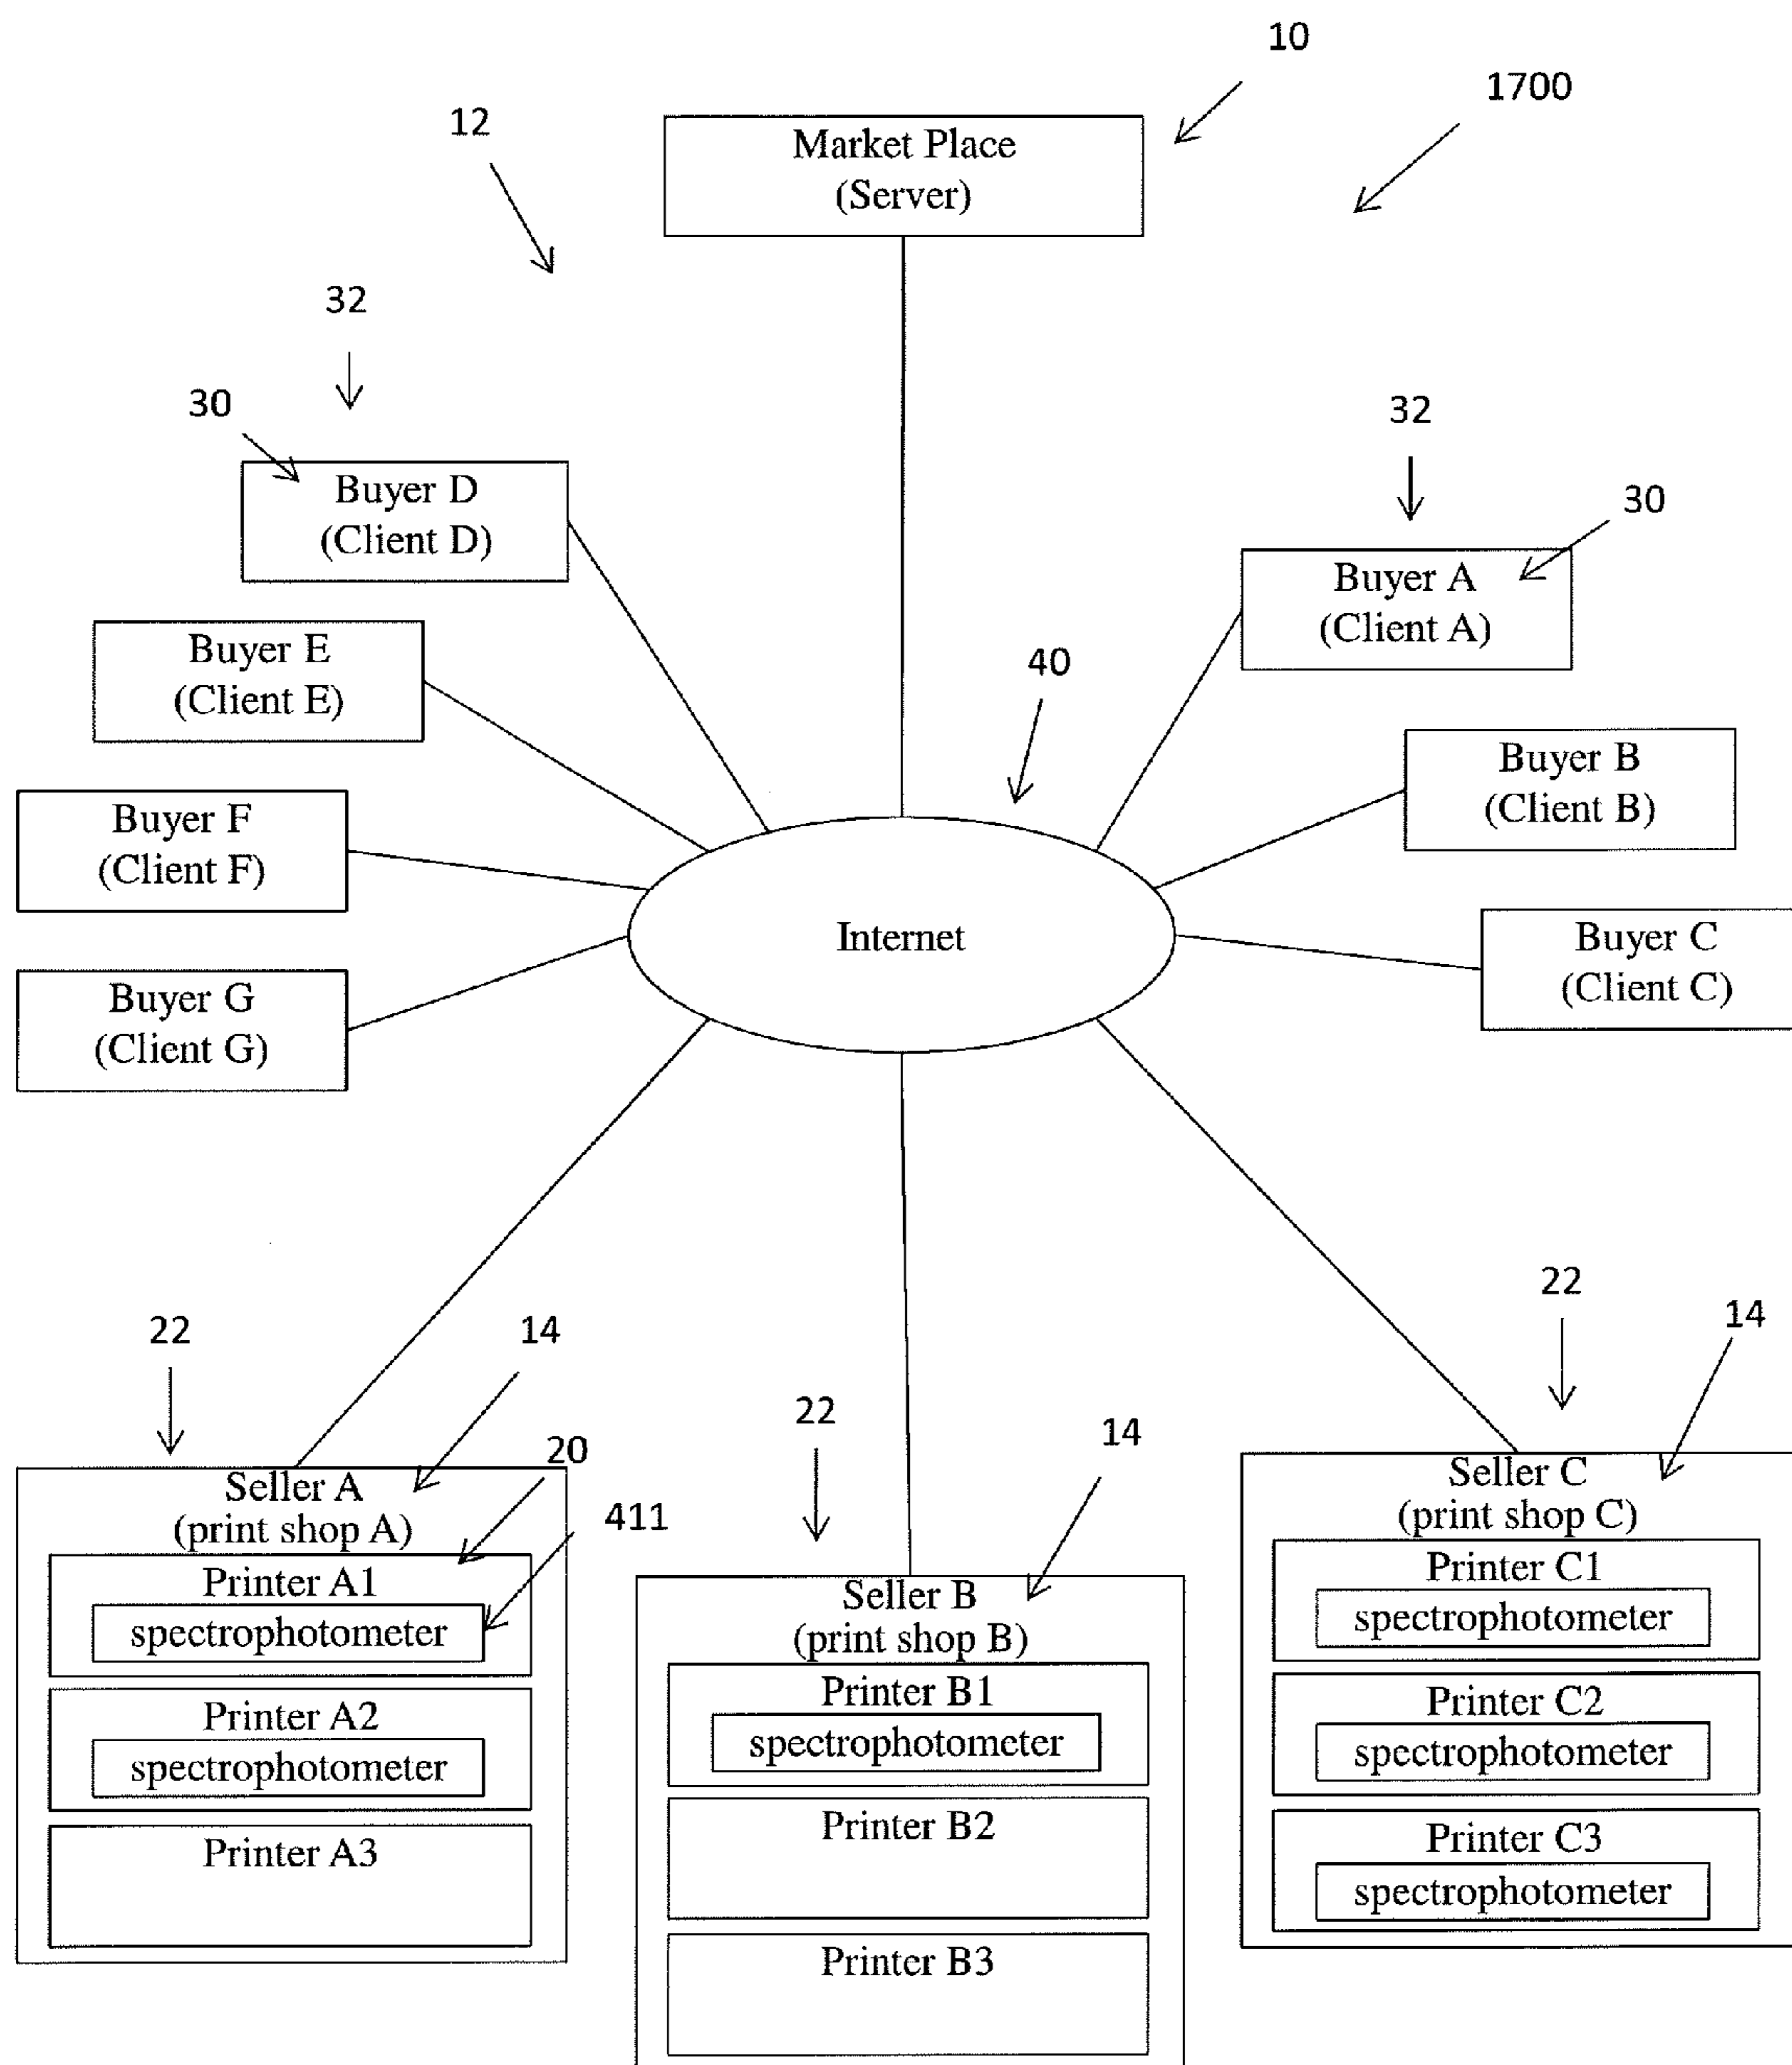 10
1700
12
Market Place
(Server)
32
30
Buyer D
(Client D)
32
30
Buyer A
(Client A)
Buyer E
(Client E)
40
Buyer B
(Client B)
Buyer F
(Client F)
Internet
Buyer C
(Client C)
Buyer G
(Client G)
22
14
20
411
Seller A
(print shop A)
Printer A1
spectrophotometer
Printer A2
spectrophotometer
Printer A3
22
14
Seller B
(print shop B)
Printer B1
spectrophotometer
Printer B2
Printer B3
22
14
Seller C
(print shop C)
Printer C1
spectrophotometer
Printer C2
spectrophotometer
Printer C3
spectrophotometer